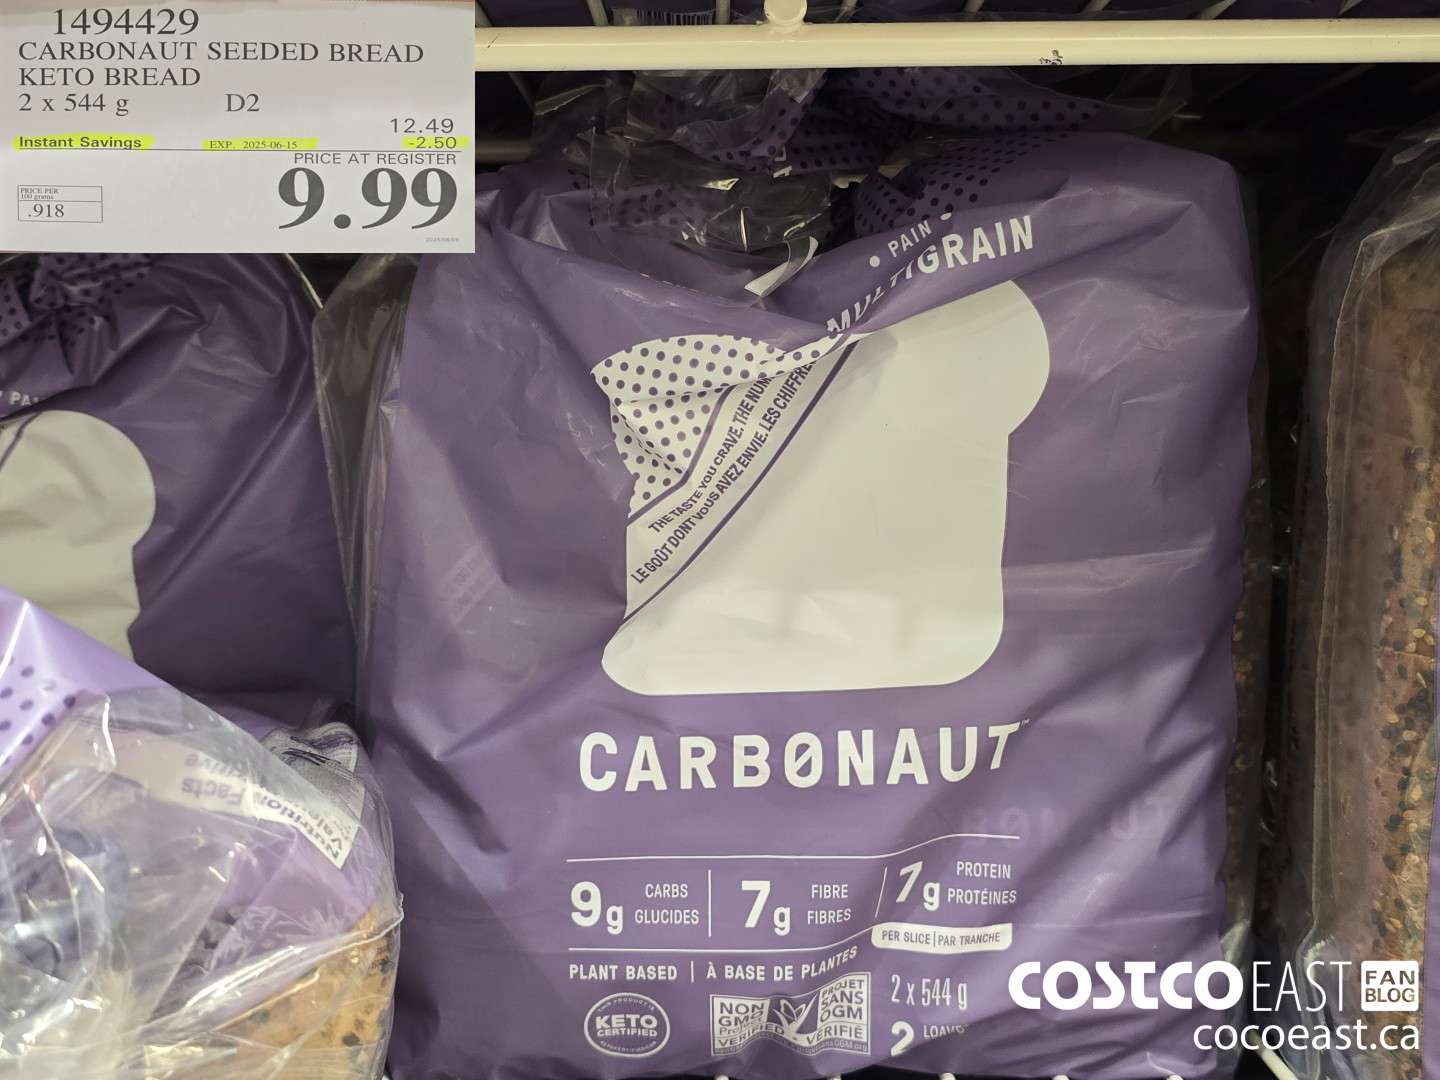 1494429
CARBONAUT SEEDED BREAD
KETO BREAD
2 x 544 g D2
12.49
Instant Savings EXP. 2025-06-15 -2.50
PRICE AT REGISTER
9.99
PRICE PER
100 grams
.918
• PAIN •
MULTIGRAIN
THE TASTE YOU CRAVE. THE
LE GOÛT DONT VOUS AVEZ ENVIE. LES
CARBONAUT™
9g CARBS GLUCIDES | 7g FIBRE FIBRES | 7g PROTEIN PROTÉINES
PER SLICE | PAR TRANCHE
PLANT BASED | À BASE DE PLANTES
KETO
CERTIFIED
NON
GMO
Project
VERIFIED
PROJET
SANS
OGM
VÉRIFIÉ
2 x 544 g
2
Nutrition Facts
COSTCO EAST FAN BLOG
cocoeast.ca